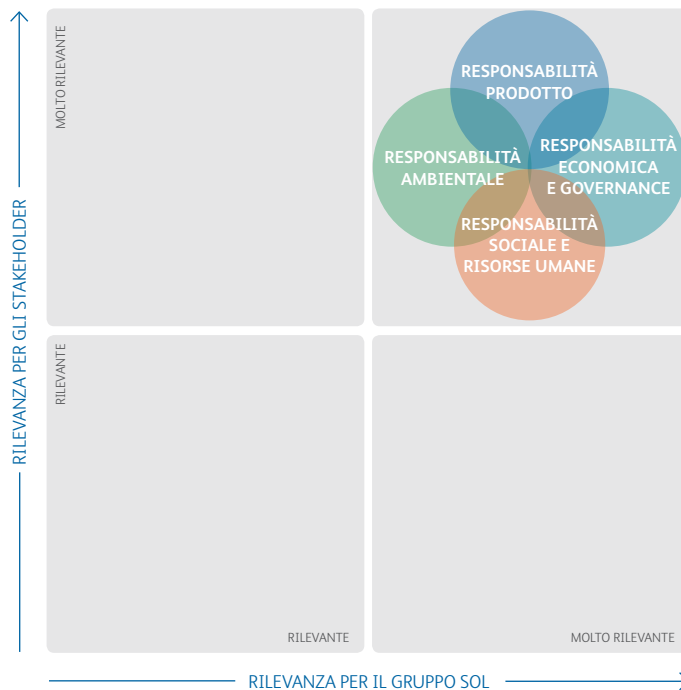 RILEVANZA PER GLI STAKEHOLDER
MOLTO RILEVANTE
RESPONSABILITÀ
PRODOTTO
RESPONSABILITÀ
AMBIENTALE
RESPONSABILITÀ
ECONOMICA
E GOVERNANCE
RESPONSABILITÀ
SOCIALE E
RISORSE UMANE
RILEVANTE
RILEVANTE
MOLTO RILEVANTE
RILEVANZA PER IL GRUPPO SOL